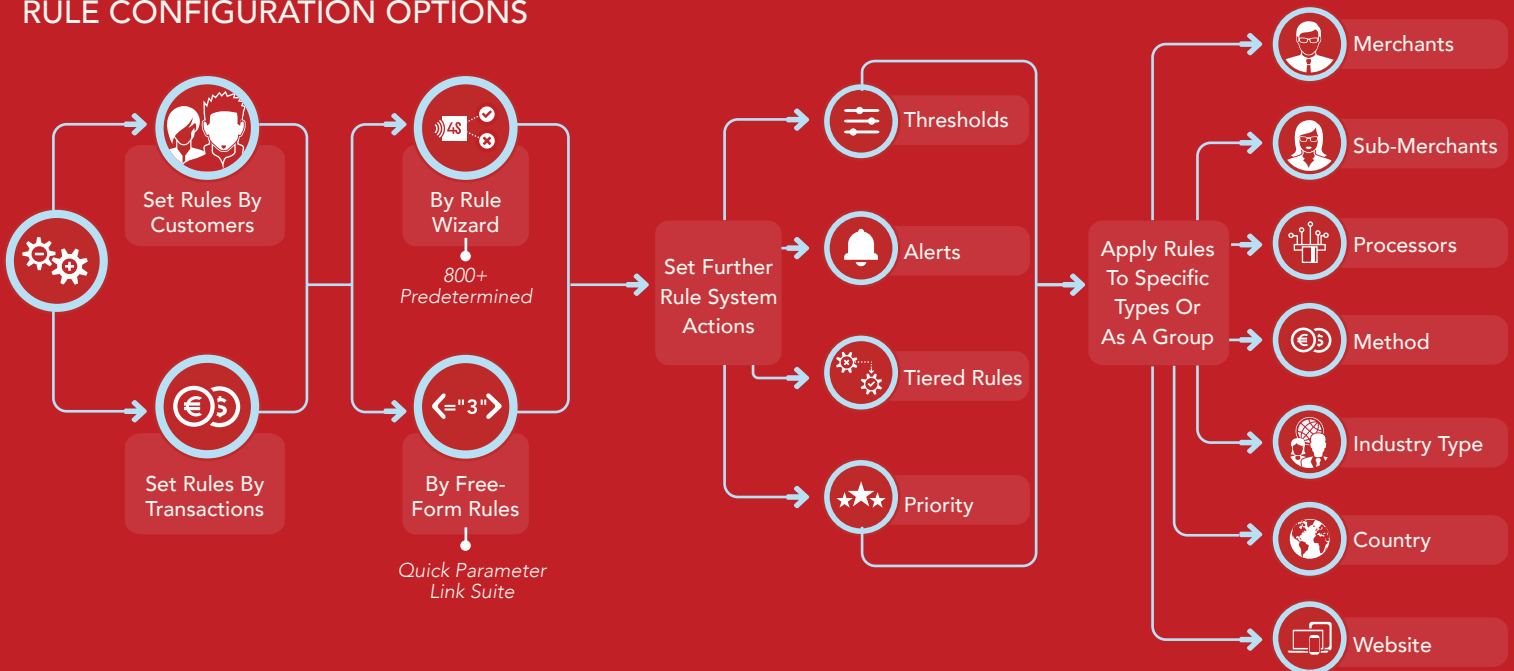 RULE CONFIGURATION OPTIONS
Set Rules By
Customers
Set Rules By
Transactions
4S
By Rule
Wizard
800+
Predetermined
<="3">
By Free-
Form Rules
Quick Parameter
Link Suite
Set Further
Rule System
Actions
Thresholds
Alerts
Tiered Rules
Priority
Apply Rules
To Specific
Types Or
As A Group
Merchants
Sub-Merchants
Processors
Method
Industry Type
Country
Website